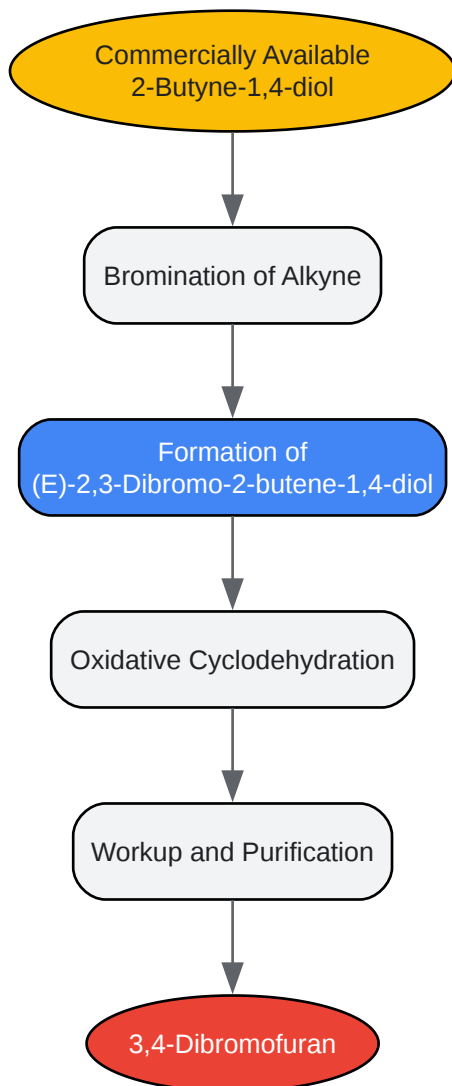 Commercially Available
2-Butyne-1,4-diol
Bromination of Alkyne
Formation of
(E)-2,3-Dibromo-2-butene-1,4-diol
Oxidative Cyclodehydration
Workup and Purification
3,4-Dibromofuran